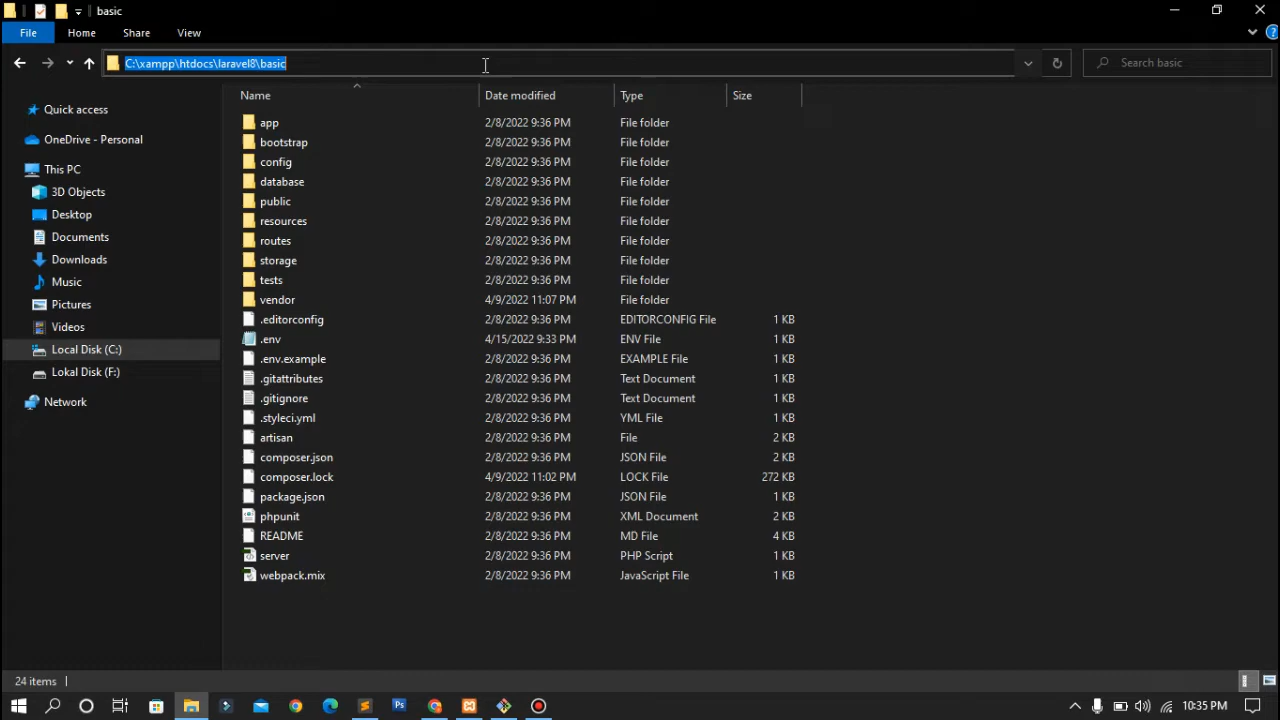 basic
File Home Share View
C:\xampp\htdocs\laravel8\basic
Search basic
Name Date modified Type Size
Quick access
OneDrive - Personal
This PC
3D Objects
Desktop
Documents
Downloads
Music
Pictures
Videos
Local Disk (C:)
Lokal Disk (F:)
Network
app 2/8/2022 9:36 PM File folder
bootstrap 2/8/2022 9:36 PM File folder
config 2/8/2022 9:36 PM File folder
database 2/8/2022 9:36 PM File folder
public 2/8/2022 9:36 PM File folder
resources 2/8/2022 9:36 PM File folder
routes 2/8/2022 9:36 PM File folder
storage 2/8/2022 9:36 PM File folder
tests 2/8/2022 9:36 PM File folder
vendor 4/9/2022 11:07 PM File folder
.editorconfig 2/8/2022 9:36 PM EDITORCONFIG File 1 KB
.env 4/15/2022 9:33 PM ENV File 1 KB
.env.example 2/8/2022 9:36 PM EXAMPLE File 1 KB
.gitattributes 2/8/2022 9:36 PM Text Document 1 KB
.gitignore 2/8/2022 9:36 PM Text Document 1 KB
.styleci.yml 2/8/2022 9:36 PM YML File 1 KB
artisan 2/8/2022 9:36 PM File 2 KB
composer.json 2/8/2022 9:36 PM JSON File 2 KB
composer.lock 4/9/2022 11:02 PM LOCK File 272 KB
package.json 2/8/2022 9:36 PM JSON File 1 KB
phpunit 2/8/2022 9:36 PM XML Document 2 KB
README 2/8/2022 9:36 PM MD File 4 KB
server 2/8/2022 9:36 PM PHP Script 1 KB
webpack.mix 2/8/2022 9:36 PM JavaScript File 1 KB
24 items
10:35 PM